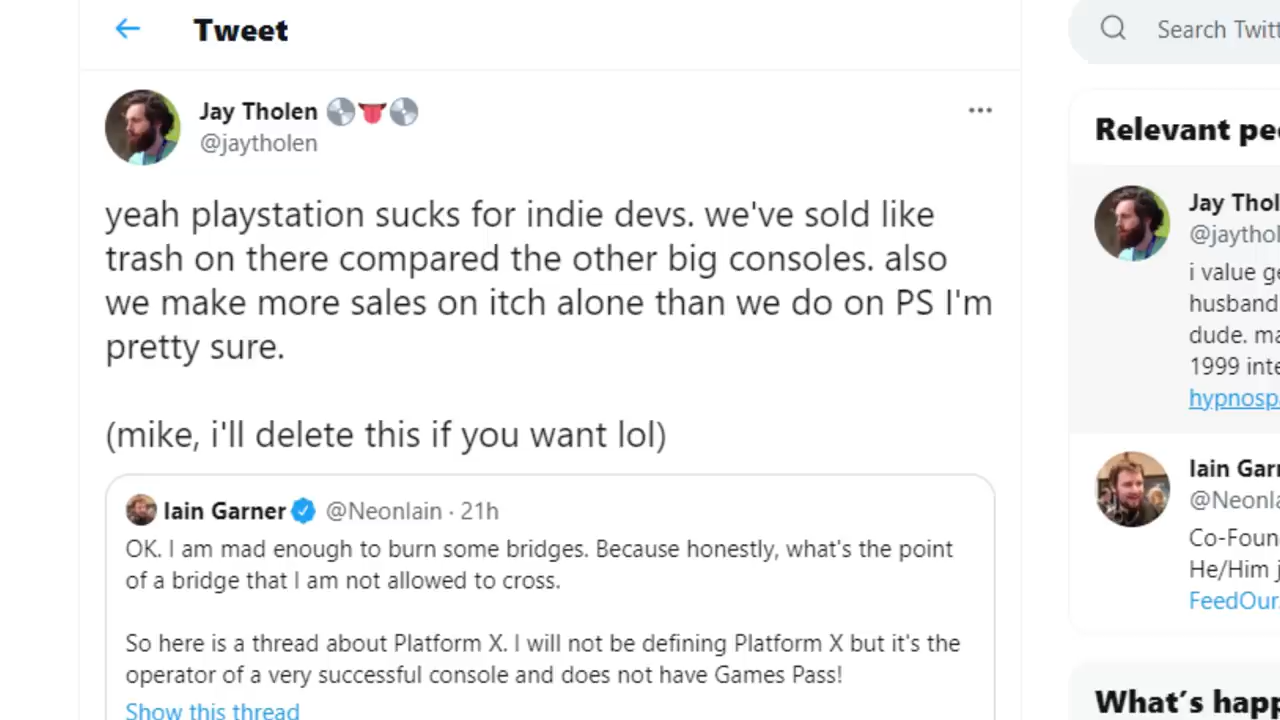 Tweet
Jay Tholen 💿👅💿
@jaytholen
yeah playstation sucks for indie devs. we've sold like
trash on there compared the other big consoles. also
we make more sales on itch alone than we do on PS I'm
pretty sure.
(mike, i'll delete this if you want lol)
Iain Garner @NeonIain · 21h
OK. I am mad enough to burn some bridges. Because honestly, what's the point
of a bridge that I am not allowed to cross.
So here is a thread about Platform X. I will not be defining Platform X but it's the
operator of a very successful console and does not have Games Pass!
Show this thread
Search Twitt
Relevant pe
Jay Thol
@jaythol
i value ge
husband
dude. ma
1999 inte
hypnosp
Iain Garn
@NeonIa
Co-Foun
He/Him j
FeedOur.
What's happ